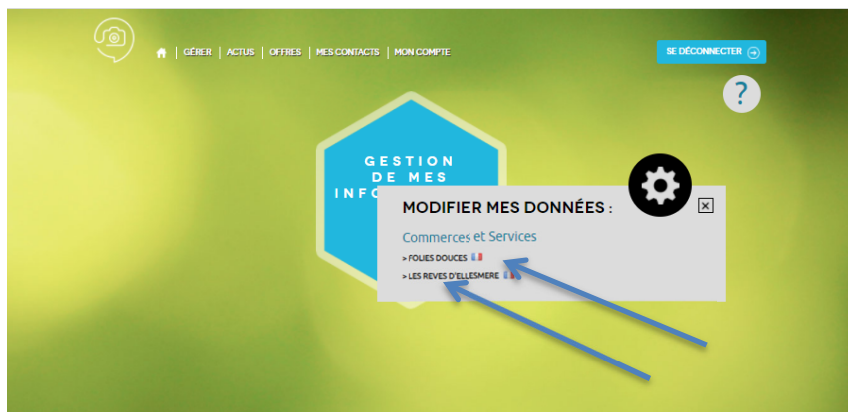 GÉRER | ACTUS | OFFRES | MES CONTACTS | MON COMPTE
SE DÉCONNECTER
?
GESTION
DE MES
MODIFIER MES DONNÉES :
Commerces et Services
> FOLIES DOUCES
> LES REVES D'ELLESMERE